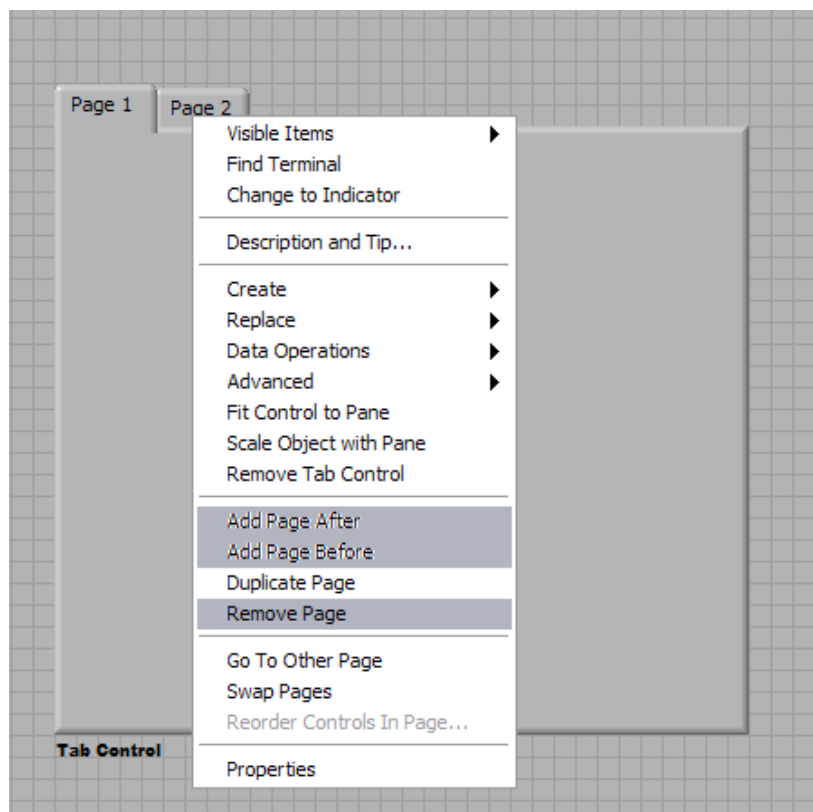 Page 1
Page 2
Visible Items
Find Terminal
Change to Indicator
Description and Tip...
Create
Replace
Data Operations
Advanced
Fit Control to Pane
Scale Object with Pane
Remove Tab Control
Add Page After
Add Page Before
Duplicate Page
Remove Page
Go To Other Page
Swap Pages
Reorder Controls In Page...
Properties
Tab Control